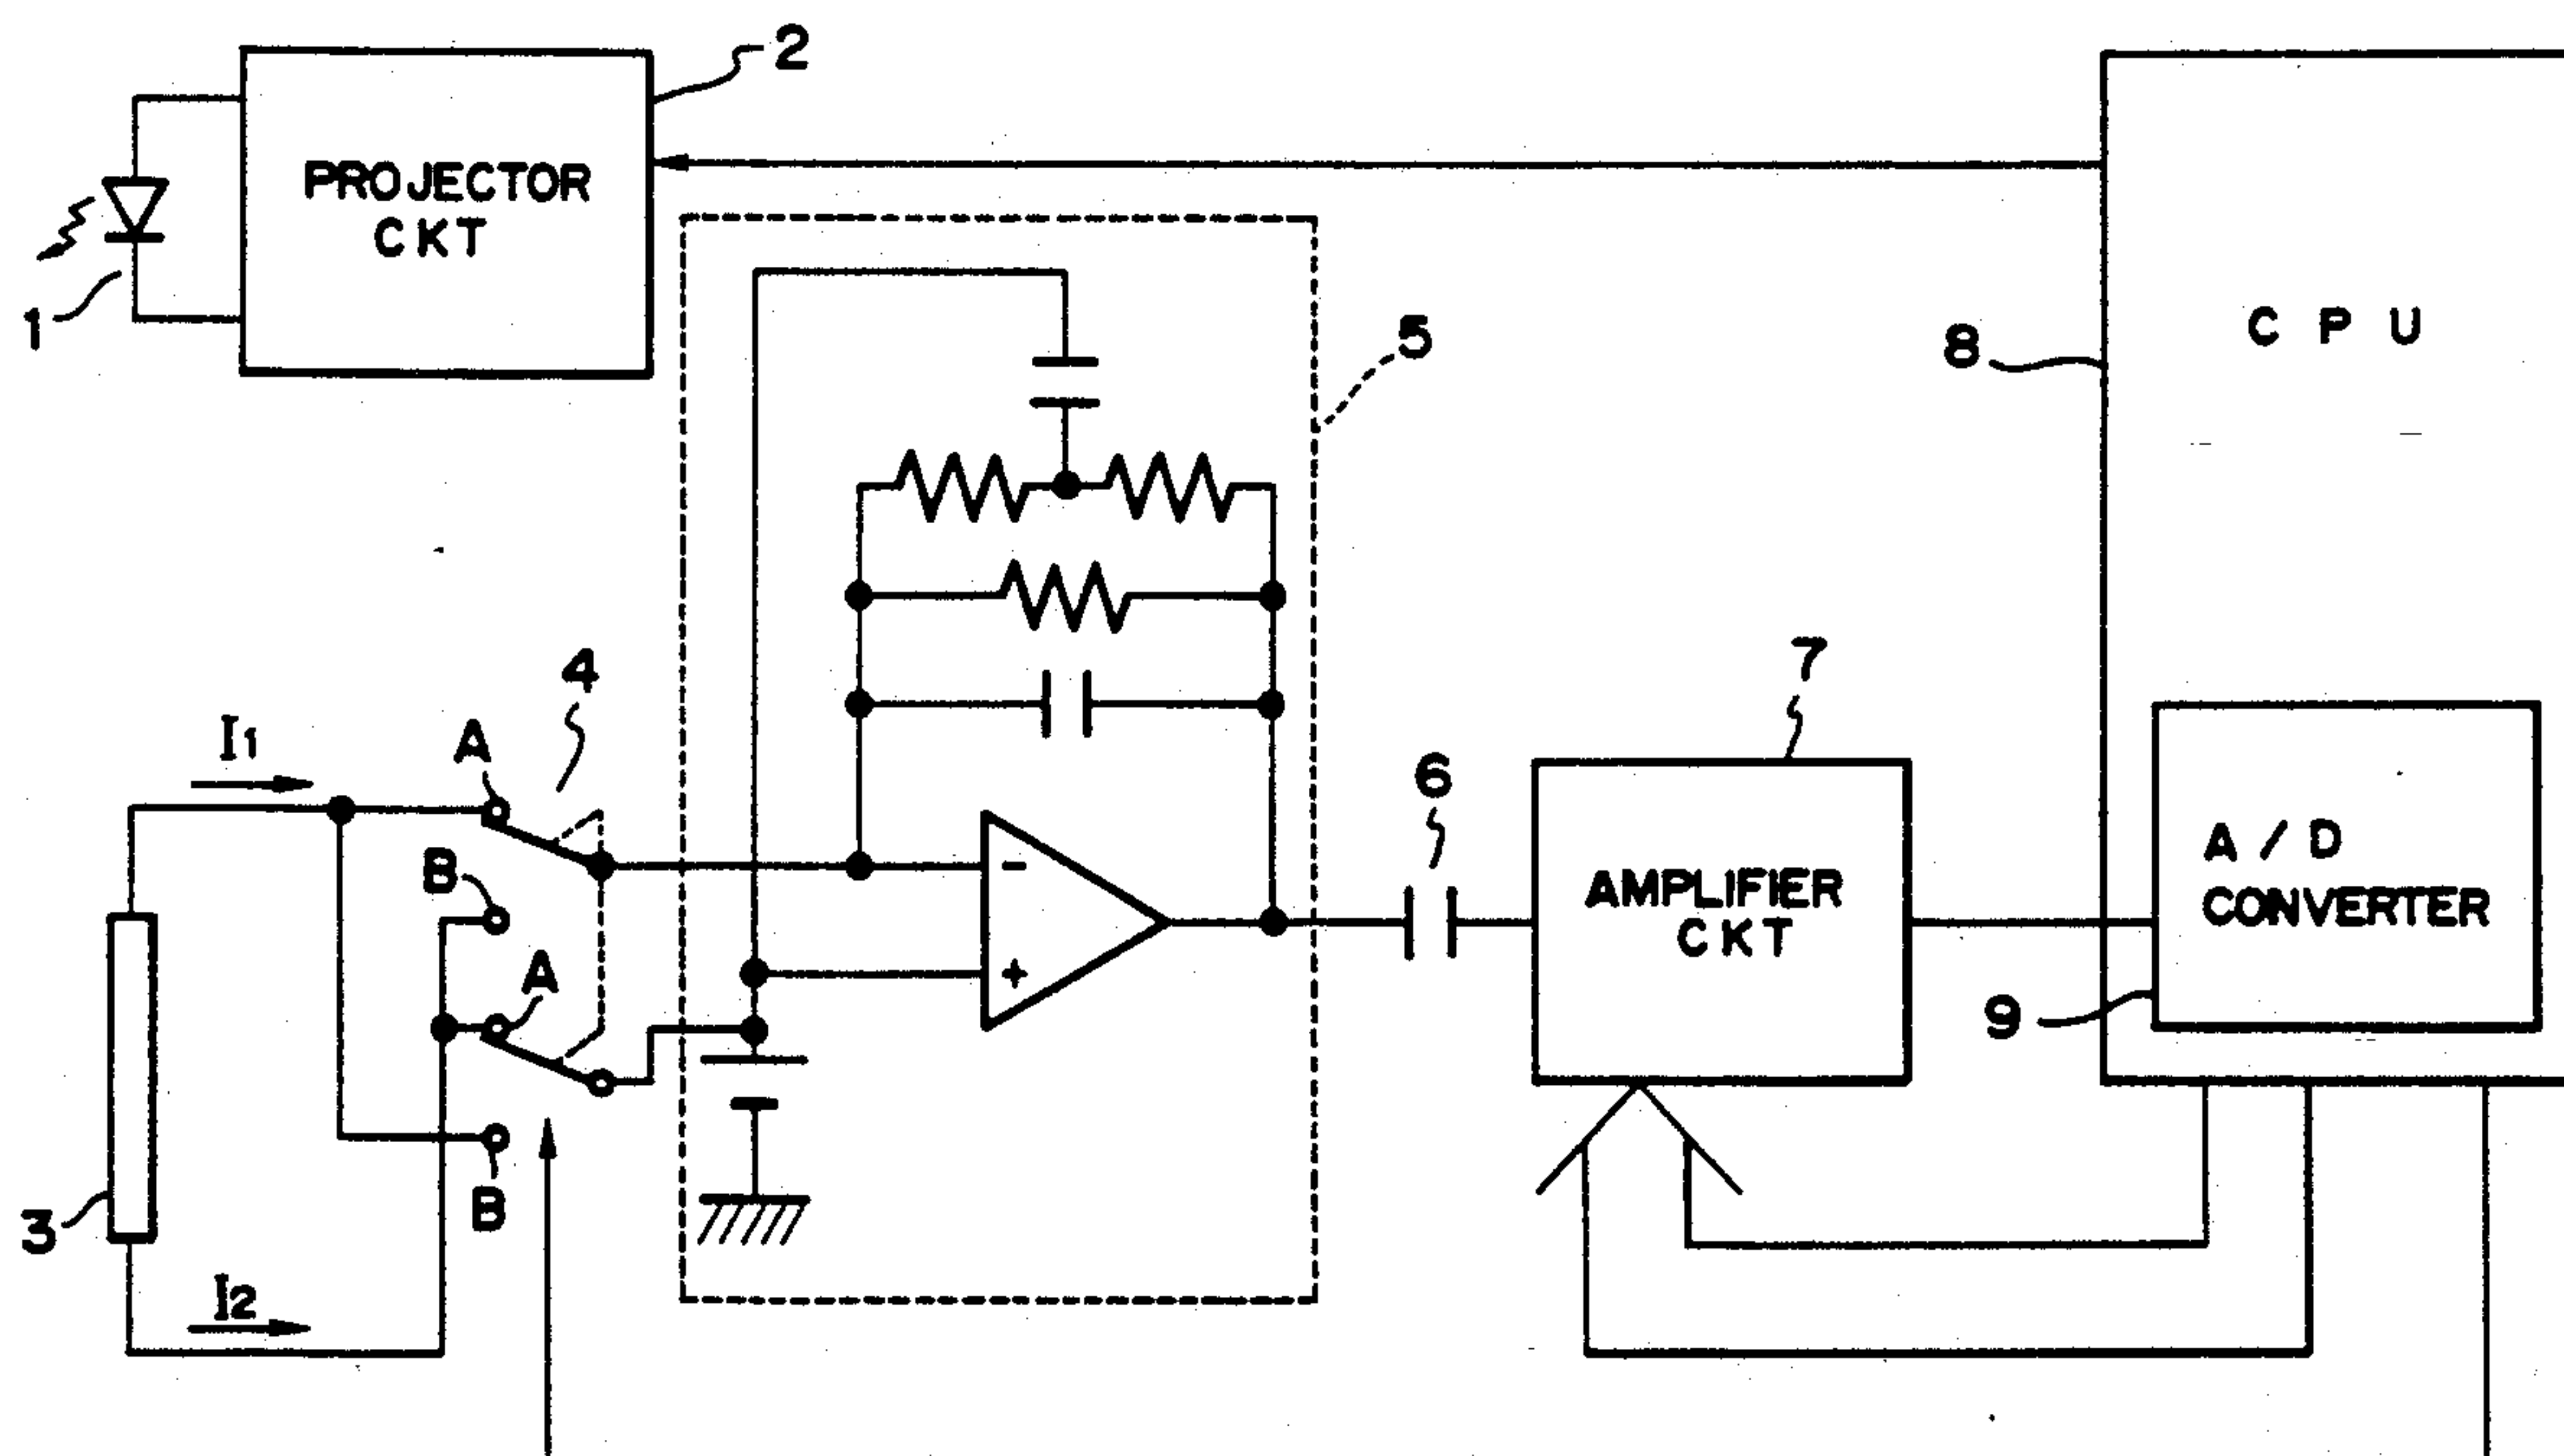 2
PROJECTOR
CKT
1
C P U
8
5
7
4
I1
A
6
B
A / D
CONVERTER
AMPLIFIER
CKT
-
A
+
9
B
3
I2